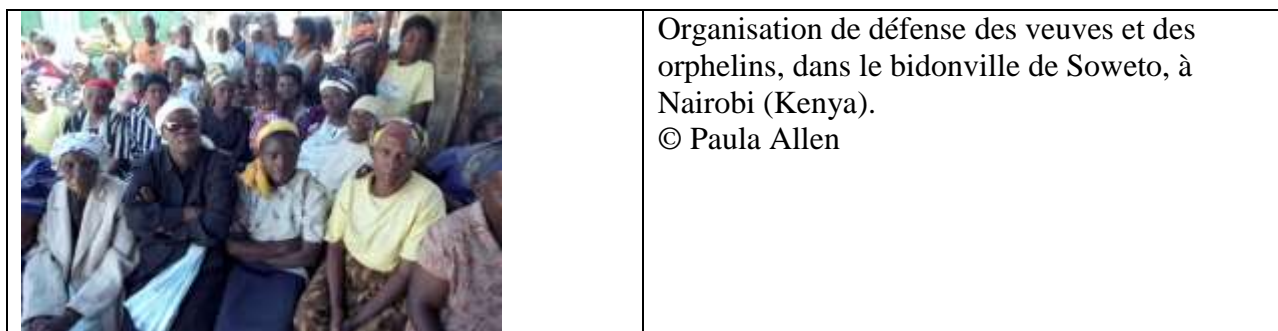 Organisation de défense des veuves et des
orphelins, dans le bidonville de Soweto, à
Nairobi (Kenya).
© Paula Allen